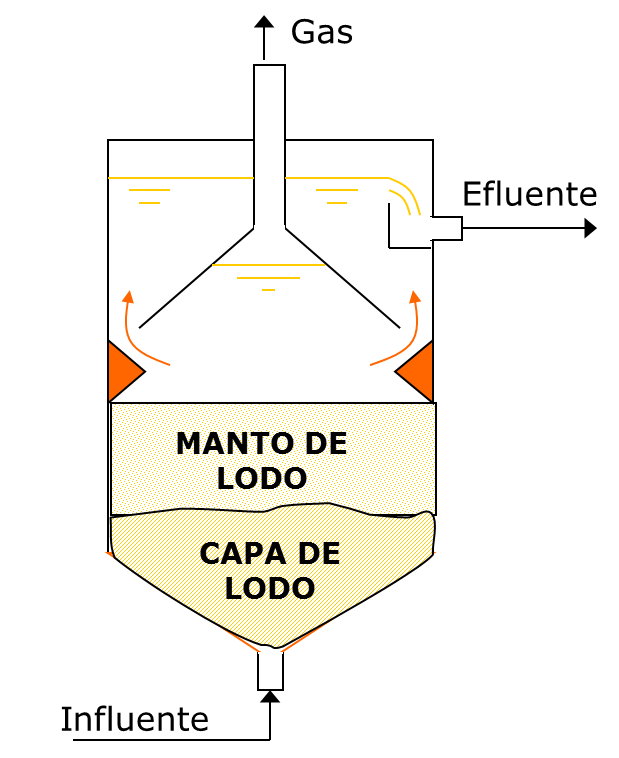 Gas
Efluente
MANTO DE
LODO
CAPA DE
LODO
Influente